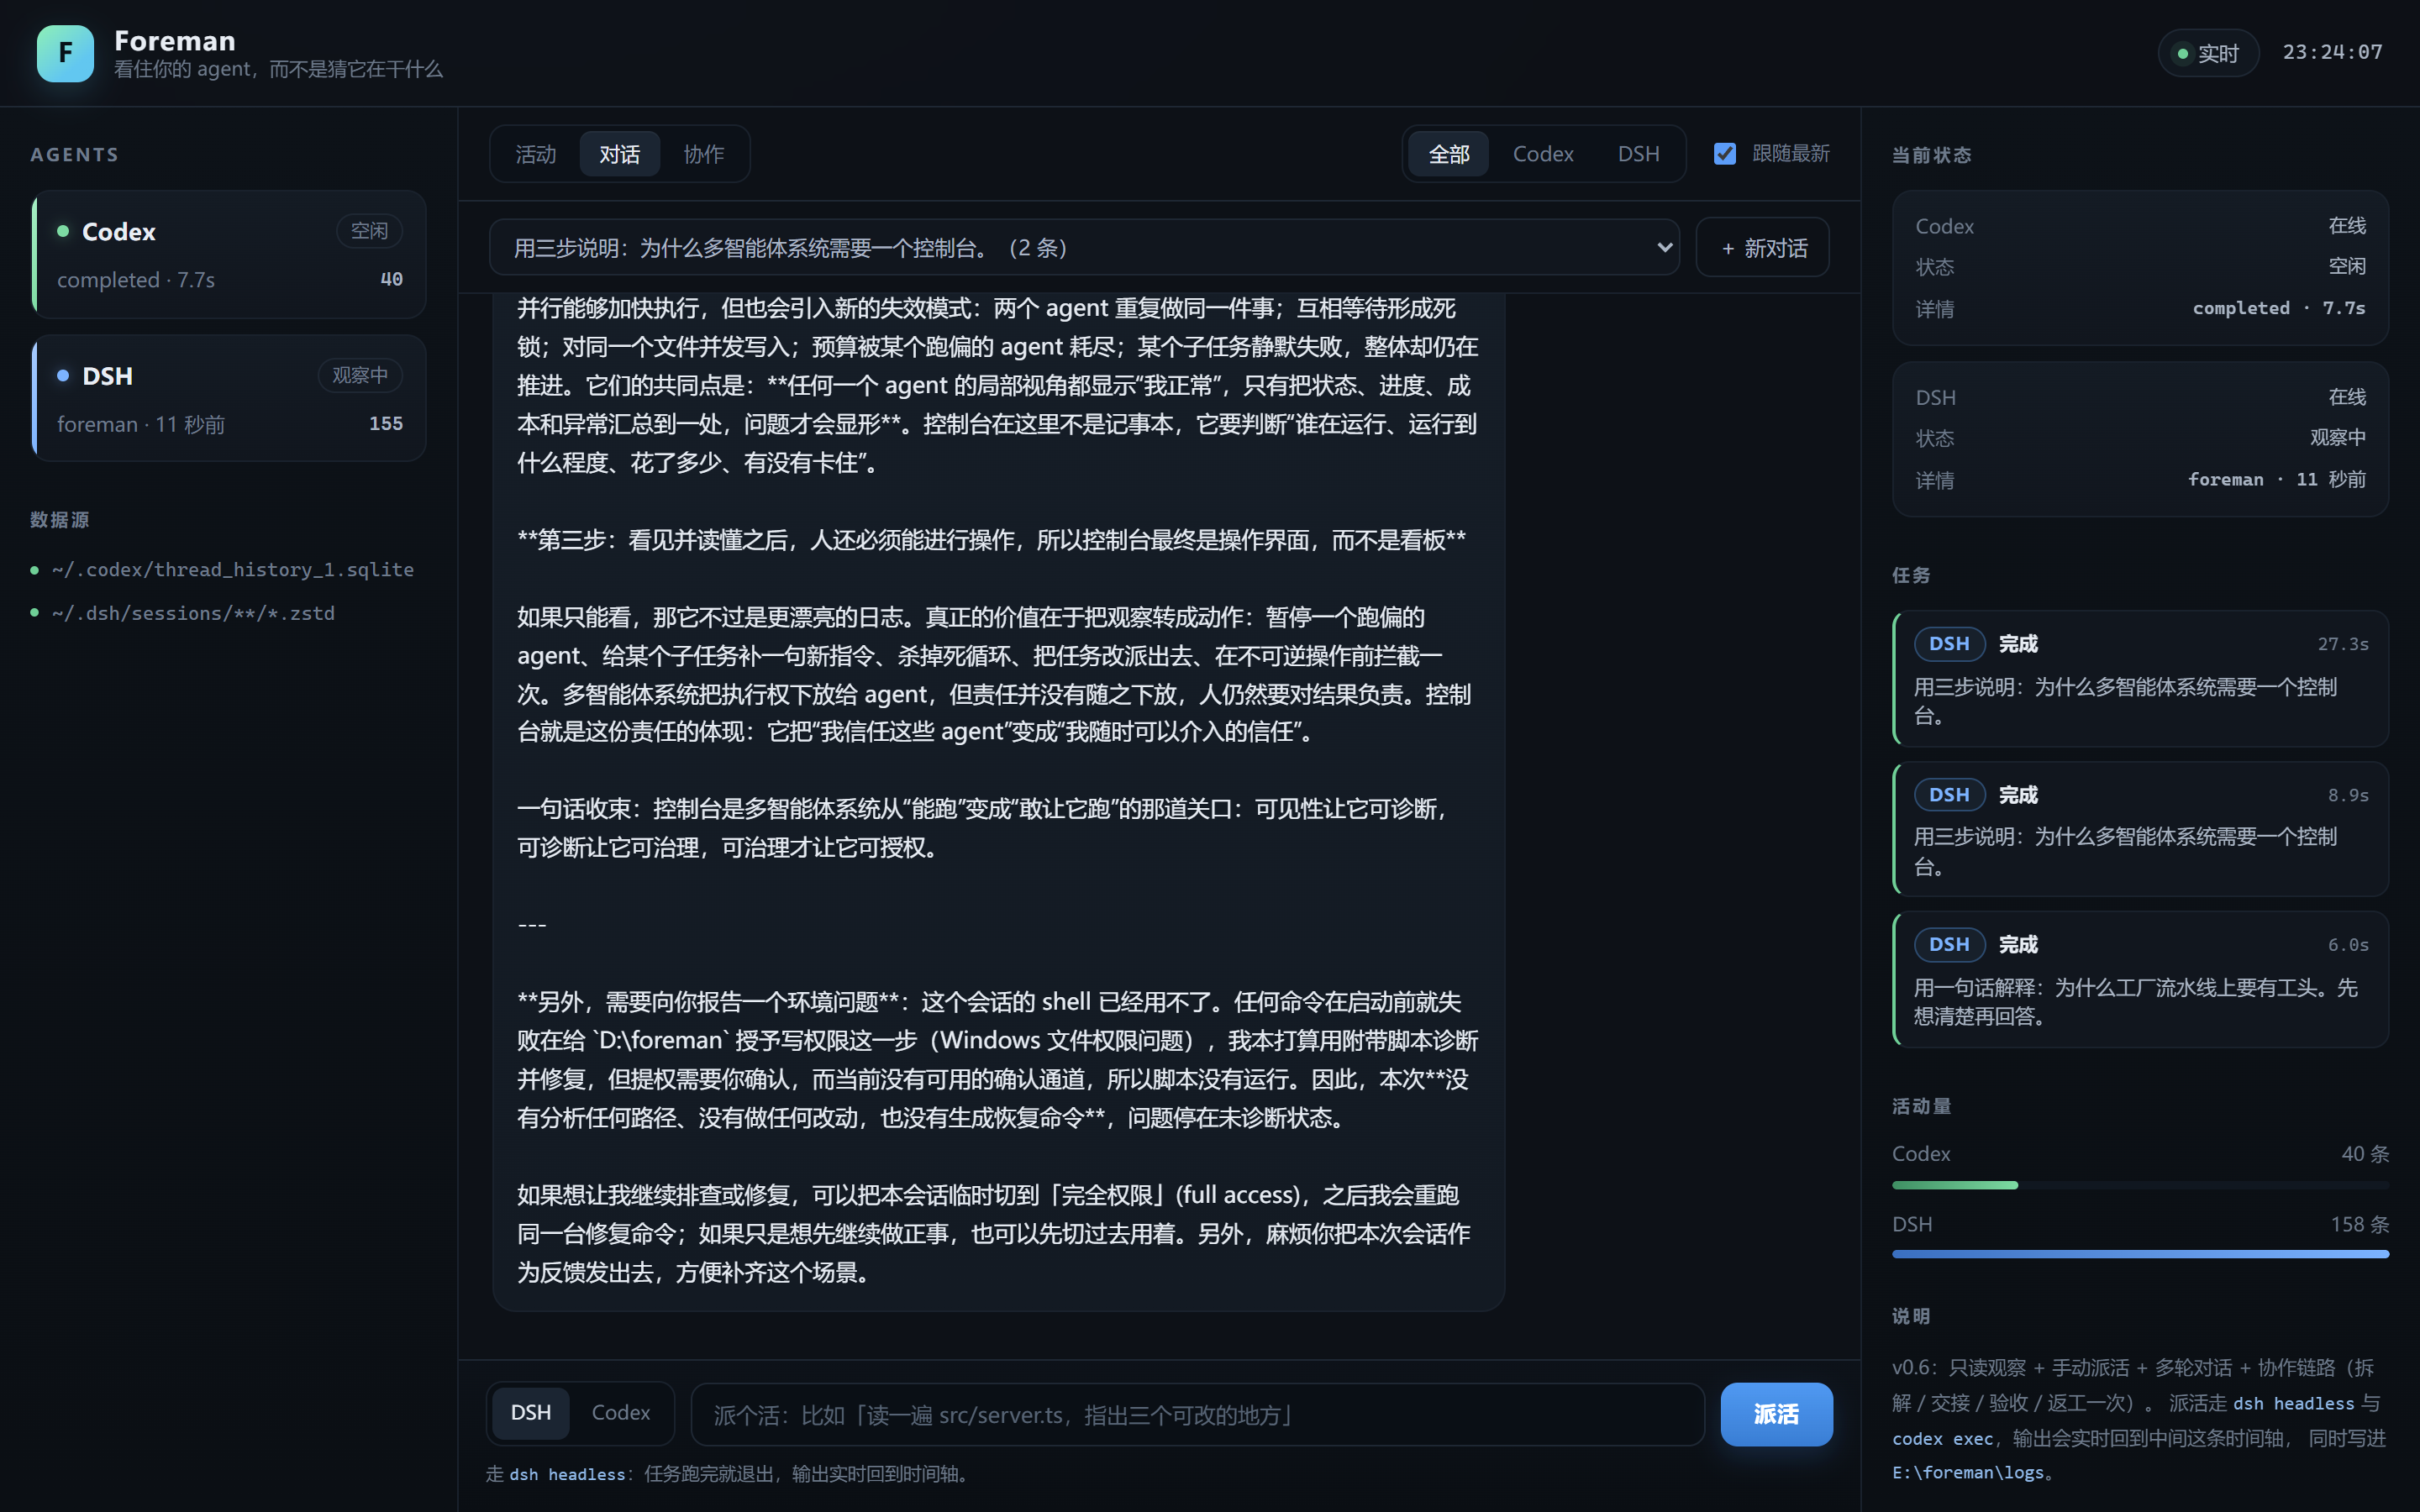 F
Foreman
看住你的 agent，而不是猜它在干什么
实时
23:24:07
AGENTS
Codex
空闲
completed · 7.7s
40
DSH
观察中
foreman · 11 秒前
155
数据源
~/.codex/thread_history_1.sqlite
~/.dsh/sessions/**/*.zstd
活动
对话
协作
全部
Codex
DSH
跟随最新
用三步说明：为什么多智能体系统需要一个控制台。（2 条）
+ 新对话
并行能够加快执行，但也会引入新的失效模式：两个 agent 重复做同一件事；互相等待形成死
锁；对同一个文件并发写入；预算被某个跑偏的 agent 耗尽；某个子任务静默失败，整体却仍在
推进。它们的共同点是：**任何一个 agent 的局部视角都显示“我正常”，只有把状态、进度、成
本和异常汇总到一处，问题才会显形**。控制台在这里不是记事本，它要判断“谁在运行、运行到
什么程度、花了多少、有没有卡住”。
**第三步：看见并读懂之后，人还必须能进行操作，所以控制台最终是操作界面，而不是看板**
如果只能看，那它不过是更漂亮的日志。真正的价值在于把观察转成动作：暂停一个跑偏的
agent、给某个子任务补一句新指令、杀掉死循环、把任务改派出去、在不可逆操作前拦截一
次。多智能体系统把执行权下放给 agent，但责任并没有随之下放，人仍然要对结果负责。控制
台就是这份责任的体现：它把“我信任这些 agent”变成“我随时可以介入的信任”。
一句话收束：控制台是多智能体系统从“能跑”变成“敢让它跑”的那道关口：可见性让它可诊断，
可诊断让它可治理，可治理才让它可授权。
---
**另外，需要向你报告一个环境问题**：这个会话的 shell 已经用不了。任何命令在启动前就失
败在给 `D:\foreman` 授予写权限这一步（Windows 文件权限问题），我本打算用附带脚本诊断
并修复，但提权需要你确认，而当前没有可用的确认通道，所以脚本没有运行。因此，本次**没
有分析任何路径、没有做任何改动，也没有生成恢复命令**，问题停在未诊断状态。
如果想让我继续排查或修复，可以把本会话临时切到「完全权限」(full access)，之后我会重跑
同一台修复命令；如果只是想先继续做正事，也可以先切过去用着。另外，麻烦你把本次会话作
为反馈发出去，方便补齐这个场景。
DSH
Codex
派个活：比如「读一遍 src/server.ts，指出三个可改的地方」
派活
走 dsh headless：任务跑完就退出，输出实时回到时间轴。
当前状态
Codex
在线
状态
空闲
详情
completed · 7.7s
DSH
在线
状态
观察中
详情
foreman · 11 秒前
任务
DSH
完成
27.3s
用三步说明：为什么多智能体系统需要一个控制
台。
DSH
完成
8.9s
用三步说明：为什么多智能体系统需要一个控制
台。
DSH
完成
6.0s
用一句话解释：为什么工厂流水线上要有工头。先
想清楚再回答。
活动量
Codex
40 条
DSH
158 条
说明
v0.6：只读观察 + 手动派活 + 多轮对话 + 协作链路（拆
解 / 交接 / 验收 / 返工一次）。 派活走 dsh headless 与
codex exec，输出会实时回到中间这条时间轴， 同时写进
E:\foreman\logs。